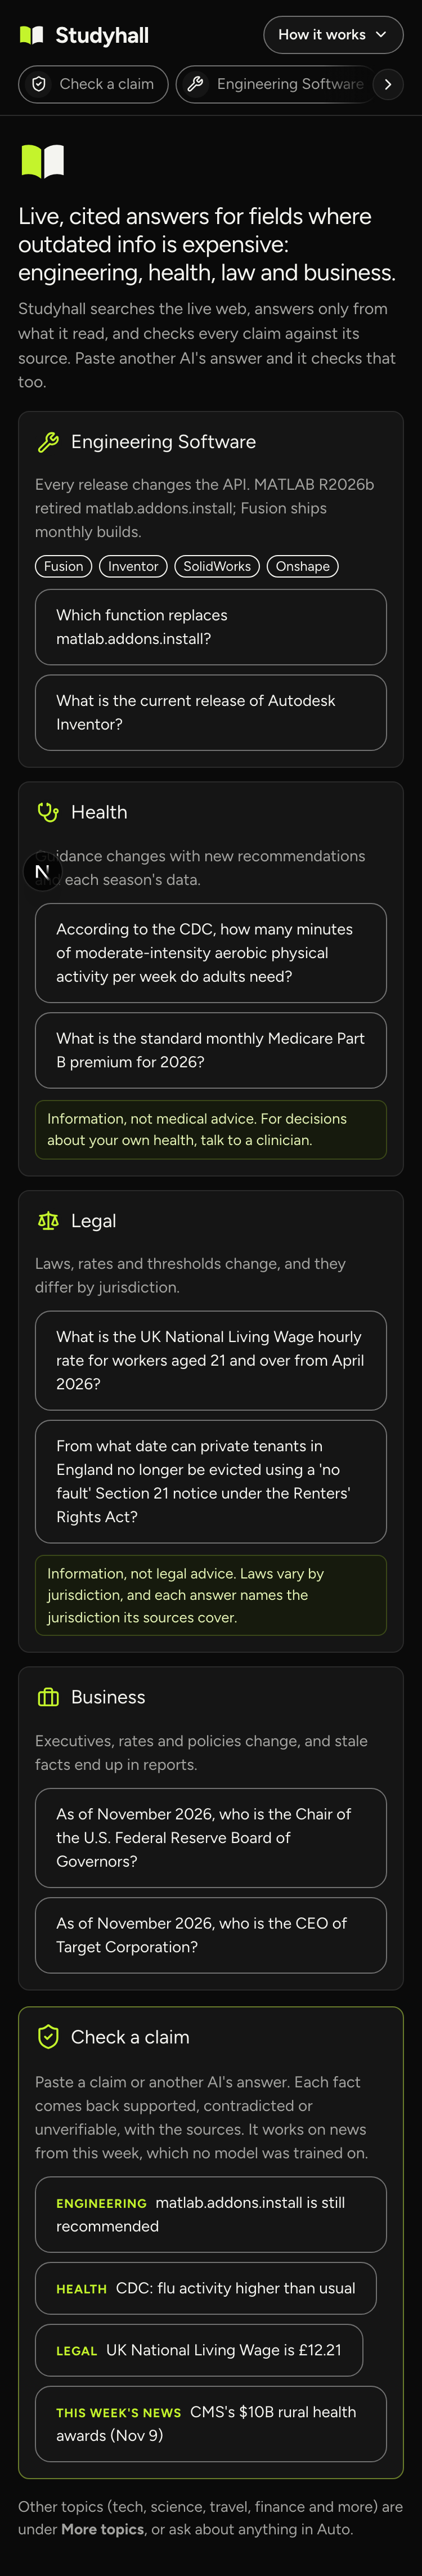 Studyhall
How it works
Check a claim
Engineering Software
Live, cited answers for fields where
outdated info is expensive:
engineering, health, law and business.
Studyhall searches the live web, answers only from
what it read, and checks every claim against its
source. Paste another AI's answer and it checks that
too.
Engineering Software
Every release changes the API. MATLAB R2026b
retired matlab.addons.install; Fusion ships
monthly builds.
Fusion
Inventor
SolidWorks
Onshape
Which function replaces
matlab.addons.install?
What is the current release of Autodesk
Inventor?
Health
Guidance changes with new recommendations
N
each season's data.
According to the CDC, how many minutes
of moderate-intensity aerobic physical
activity per week do adults need?
What is the standard monthly Medicare Part
B premium for 2026?
Information, not medical advice. For decisions
about your own health, talk to a clinician.
Legal
Laws, rates and thresholds change, and they
differ by jurisdiction.
What is the UK National Living Wage hourly
rate for workers aged 21 and over from April
2026?
From what date can private tenants in
England no longer be evicted using a 'no
fault' Section 21 notice under the Renters'
Rights Act?
Information, not legal advice. Laws vary by
jurisdiction, and each answer names the
jurisdiction its sources cover.
Business
Executives, rates and policies change, and stale
facts end up in reports.
As of November 2026, who is the Chair of
the U.S. Federal Reserve Board of
Governors?
As of November 2026, who is the CEO of
Target Corporation?
Check a claim
Paste a claim or another AI's answer. Each fact
comes back supported, contradicted or
unverifiable, with the sources. It works on news
from this week, which no model was trained on.
ENGINEERING matlab.addons.install is still
recommended
HEALTH CDC: flu activity higher than usual
LEGAL UK National Living Wage is £12.21
THIS WEEK'S NEWS CMS's $10B rural health
awards (Nov 9)
Other topics (tech, science, travel, finance and more) are
under More topics, or ask about anything in Auto.